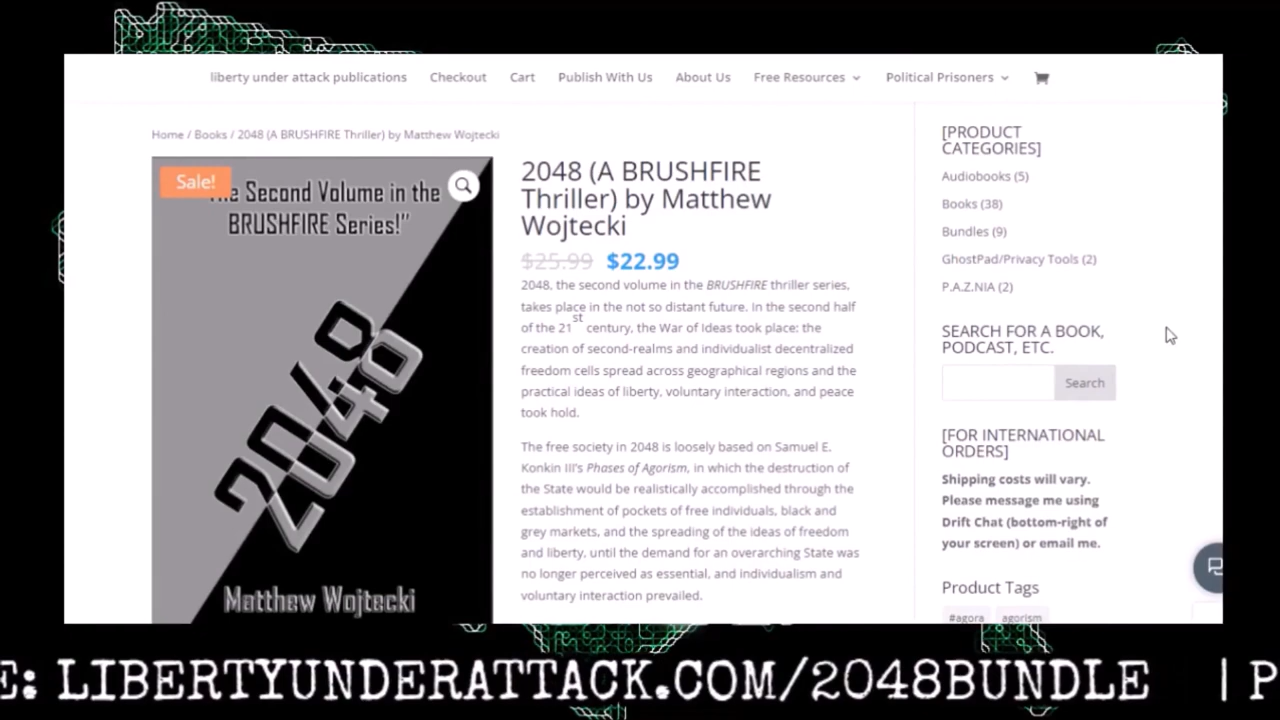 liberty under attack publications Checkout Cart Publish With Us About Us Free Resources Political Prisoners
Home / Books / 2048 (A BRUSHFIRE Thriller) by Matthew Wojtecki
Sale!
Second Volume in the
BRUSHFIRE Series!"
2048
Matthew Wojtecki
2048 (A BRUSHFIRE
Thriller) by Matthew
Wojtecki
$25.99 $22.99
2048, the second volume in the BRUSHFIRE thriller series,
takes place in the not so distant future. In the second half
of the 21st century, the War of Ideas took place: the
creation of second-realms and individualist decentralized
freedom cells spread across geographical regions and the
practical ideas of liberty, voluntary interaction, and peace
took hold.
The free society in 2048 is loosely based on Samuel E.
Konkin III's Phases of Agorism, in which the destruction of
the State would be realistically accomplished through the
establishment of pockets of free individuals, black and
grey markets, and the spreading of the ideas of freedom
and liberty, until the demand for an overarching State was
no longer perceived as essential, and individualism and
voluntary interaction prevailed.
[PRODUCT
CATEGORIES]
Audiobooks (5)
Books (38)
Bundles (9)
GhostPad/Privacy Tools (2)
P.A.Z.NIA (2)
SEARCH FOR A BOOK,
PODCAST, ETC.
Search
[FOR INTERNATIONAL
ORDERS]
Shipping costs will vary.
Please message me using
Drift Chat (bottom-right of
your screen) or email me.
Product Tags
#agora agorism
E: LIBERTYUNDERATTACK.COM/2048BUNDLE | P